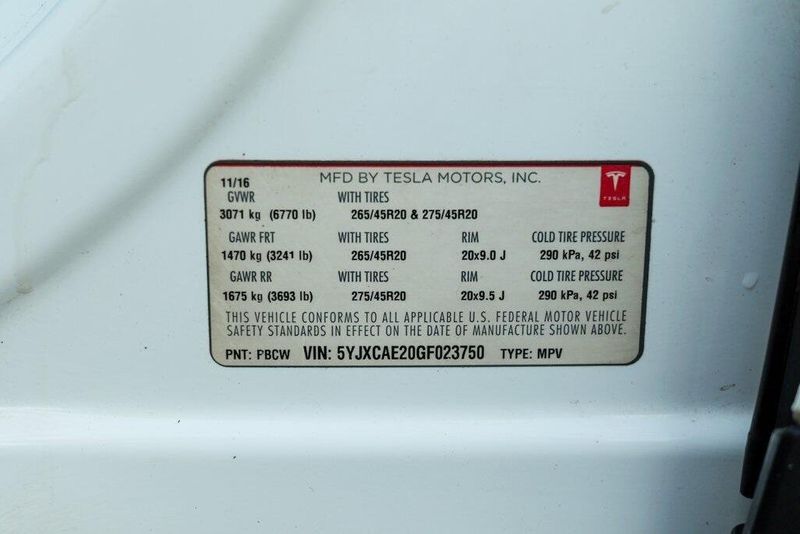 MFD BY TESLA MOTORS, INC.
TESLA
11/16
GVWR WITH TIRES
3071 kg (6770 lb) 265/45R20 & 275/45R20
GAWR FRT WITH TIRES RIM COLD TIRE PRESSURE
1470 kg (3241 lb) 265/45R20 20x9.0 J 290 kPa, 42 psi
GAWR RR WITH TIRES RIM COLD TIRE PRESSURE
1675 kg (3693 lb) 275/45R20 20x9.5 J 290 kPa, 42 psi
THIS VEHICLE CONFORMS TO ALL APPLICABLE U.S. FEDERAL MOTOR VEHICLE
SAFETY STANDARDS IN EFFECT ON THE DATE OF MANUFACTURE SHOWN ABOVE.
PNT: PBCW VIN: 5YJXCAE20GF023750 TYPE: MPV